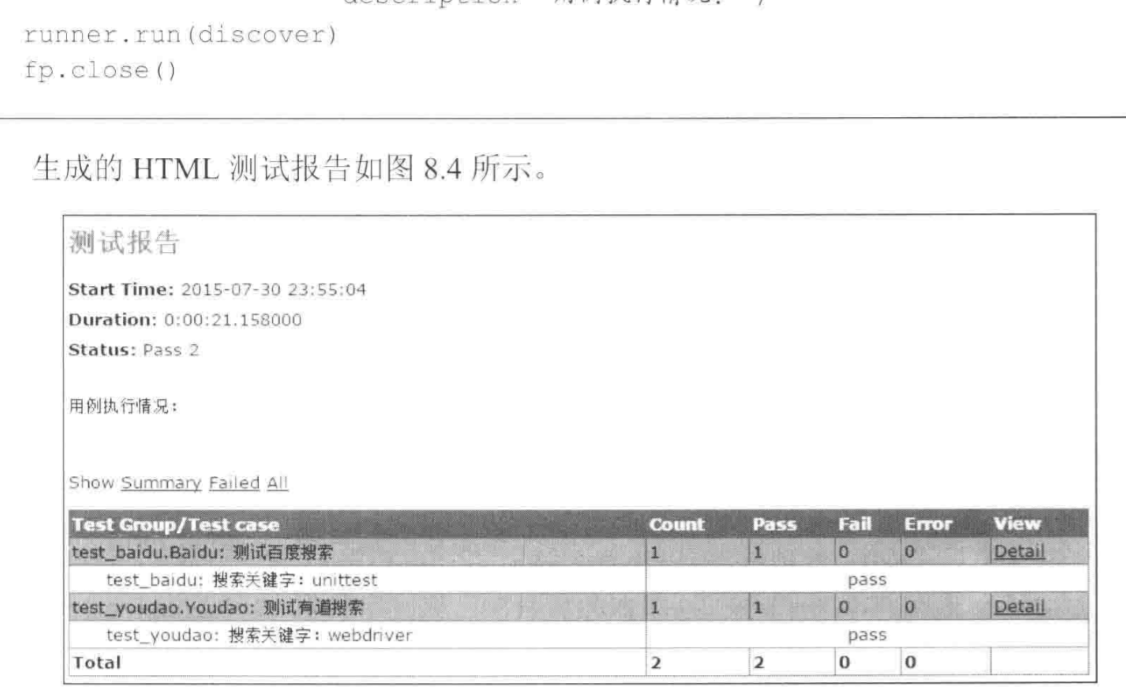 runner.run(discover)
fp.close()
生成的 HTML 测试报告如图 8.4 所示。
测试报告
Start Time: 2015-07-30 23:55:04
Duration: 0:00:21.158000
Status: Pass 2
用例执行情况：
Show Summary Failed All
Test Group/Test case Count Pass Fail Error View
test_baidu.Baidu: 测试百度搜索 1 1 0 0 Detail
test_baidu: 搜索关键字：unittest pass
test_youdao.Youdao: 测试有道搜索 1 1 0 0 Detail
test_youdao: 搜索关键字：webdriver pass
Total 2 2 0 0